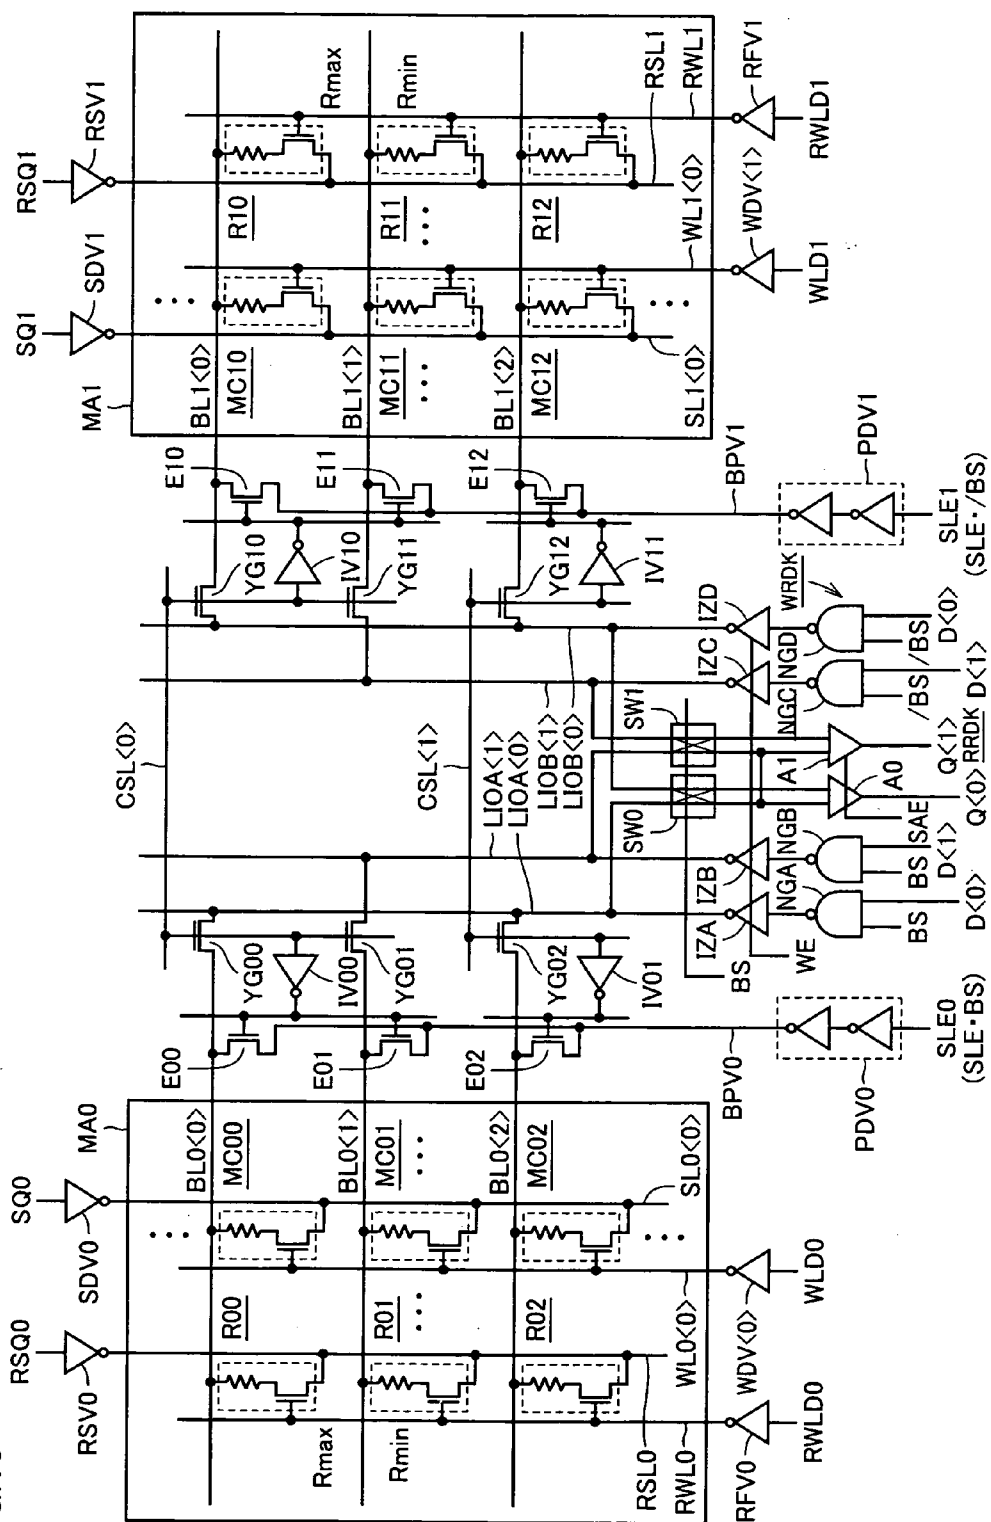 RSQ0
RSV0
SQ0
SDV0
MA0
BL0<0>
MC00
R00
Rmax
BL0<1>
MC01
R01
Rmin
BL0<2>
MC02
R02
RSL0
RWL0
SL0<0>
WL0<0>
WDV<0>
WLD0
RFV0
RWLD0
E00
E01
E02
YG00
IV00
YG01
YG02
IV01
BPV0
PDV0
SLE0
(SLE·BS)
CSL<0>
CSL<1>
LIOA<1>
LIOA<0>
LIOB<1>
LIOB<0>
SW0
SW1
BS
WE
IZA
IZB
NGA
NGB
BS
D<0>
BS
D<1>
SAE
A1
A0
Q<0>
Q<1>
RRDK
IZC
IZD
NGC
NGD
WRDK
/BS
D<1>
/BS
D<0>
E10
E11
E12
YG10
IV10
YG11
YG12
IV11
BPV1
PDV1
SLE1
(SLE·/BS)
SQ1
SDV1
RSQ1
RSV1
MA1
BL1<0>
MC10
R10
Rmax
BL1<1>
MC11
R11
Rmin
BL1<2>
MC12
R12
SL1<0>
WL1<0>
WDV<1>
WLD1
RSL1
RWL1
RFV1
RWLD1